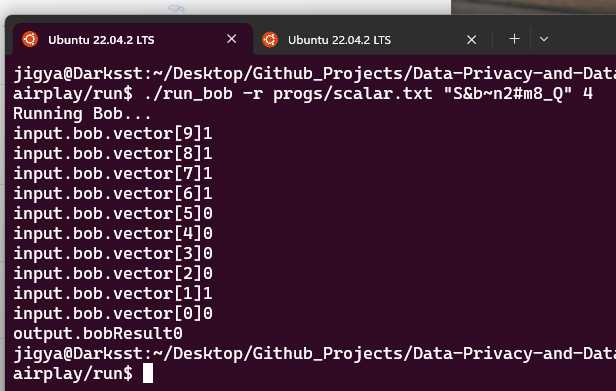 Ubuntu 22.04.2 LTS
Ubuntu 22.04.2 LTS
jigya@Darksst:~/Desktop/Github_Projects/Data-Privacy-and-Data
airplay/run$ ./run_bob -r progs/scalar.txt "S&b~n2#m8_Q" 4
Running Bob...
input.bob.vector[9]1
input.bob.vector[8]1
input.bob.vector[7]1
input.bob.vector[6]1
input.bob.vector[5]0
input.bob.vector[4]0
input.bob.vector[3]0
input.bob.vector[2]0
input.bob.vector[1]1
input.bob.vector[0]0
output.bobResult0
jigya@Darksst:~/Desktop/Github_Projects/Data-Privacy-and-Data
airplay/run$